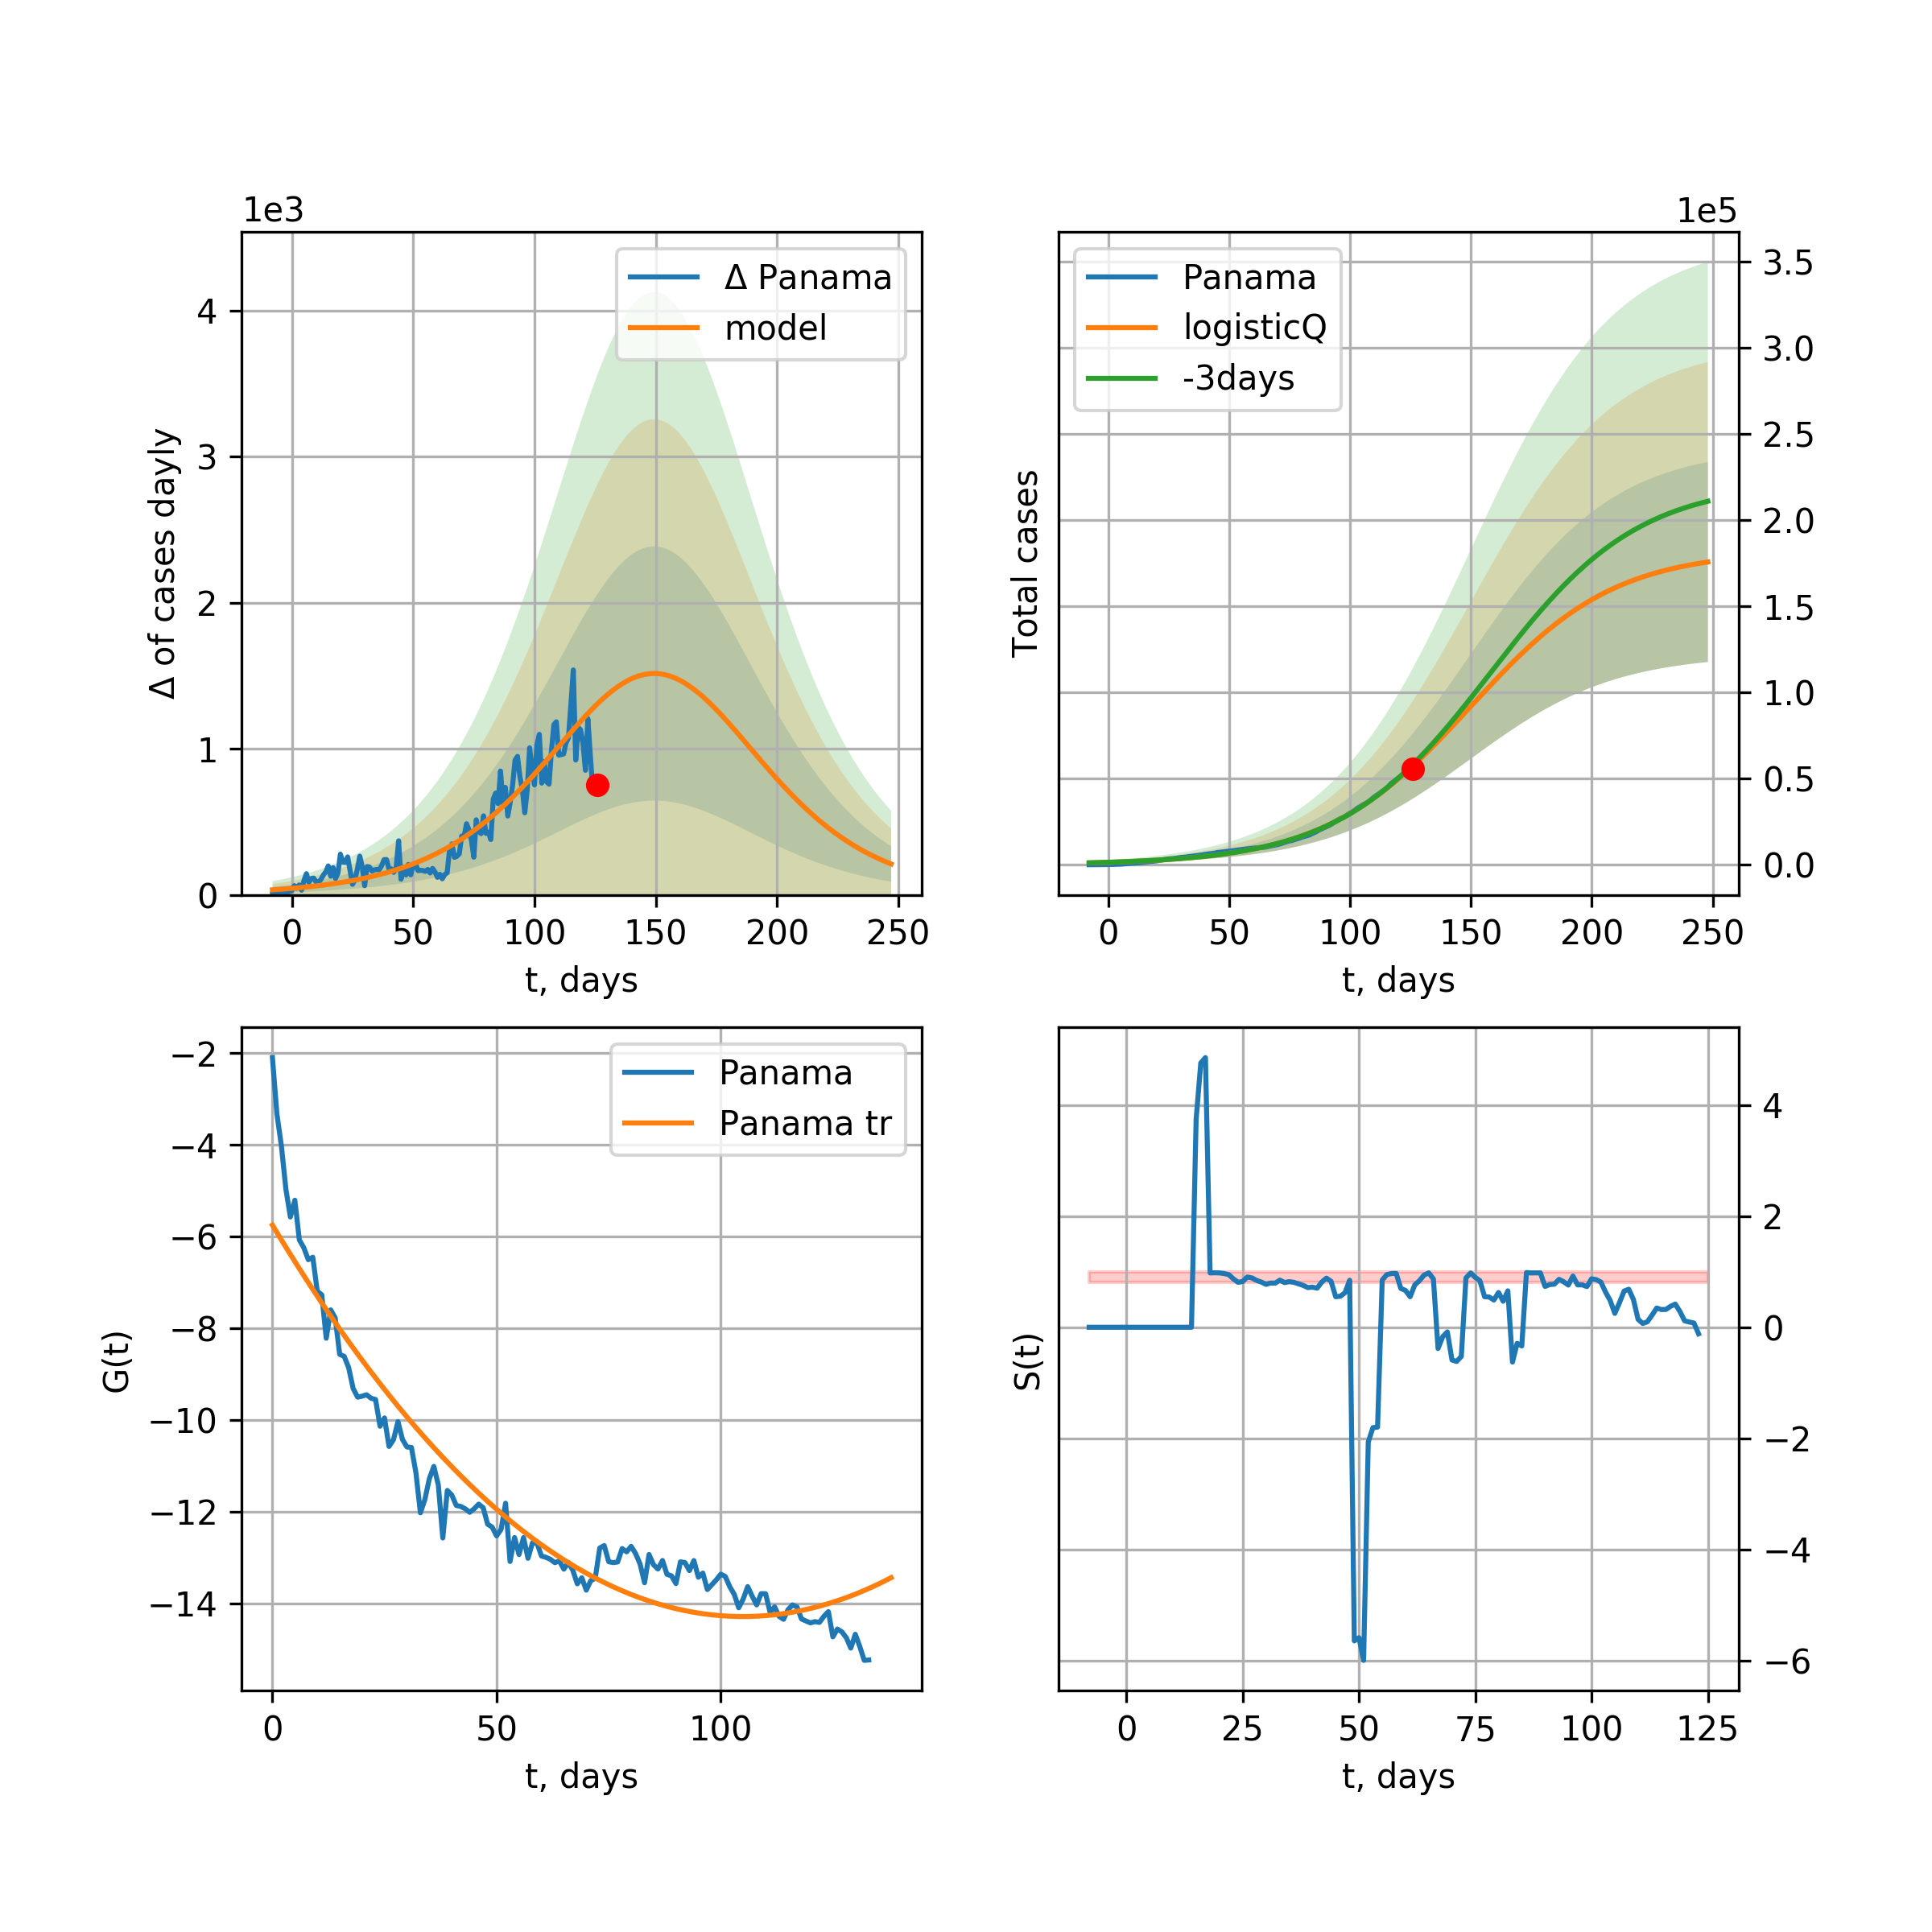 1e3
Δ of cases dayly
4
3
2
1
0
Δ Panama
model
0 50 100 150 200 250
t, days
1e5
Total cases
Panama
logisticQ
-3days
3.5
3.0
2.5
2.0
1.5
1.0
0.5
0.0
0 50 100 150 200 250
t, days
G(t)
−2
−4
−6
−8
−10
−12
−14
Panama
Panama tr
0 50 100
t, days
S(t)
4
2
0
−2
−4
−6
0 25 50 75 100 125
t, days